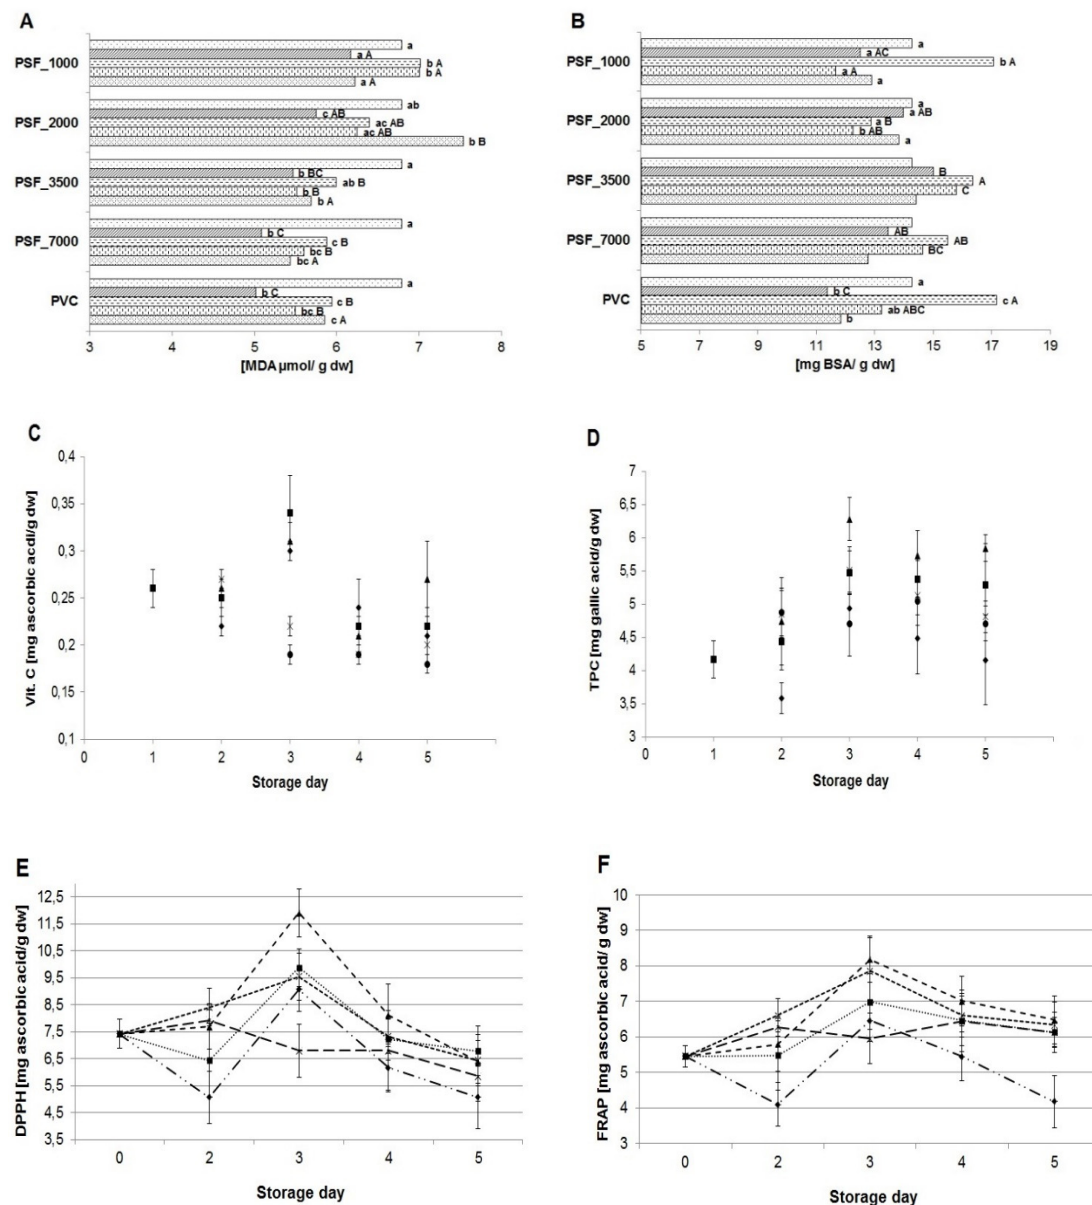 A
PSF_1000
a
a A
b A
b A
a A
PSF_2000
ab
c AB
ac AB
ac AB
b B
PSF_3500
a
b BC
ab B
b B
b A
PSF_7000
a
b C
c B
bc B
bc A
PVC
a
b C
c B
bc B
c A
3 4 5 6 7 8
[MDA µmol/ g dw]
B
PSF_1000
a
a AC
b A
a A
a
PSF_2000
a
a AB
a B
b AB
a
PSF_3500
B
A
C
PSF_7000
AB
AB
BC
PVC
a
b C
c A
ab ABC
b
5 7 9 11 13 15 17 19
[mg BSA/ g dw]
C
Vit. C [mg ascorbic acdi/g dw]
0,4
0,35
0,3
0,25
0,2
0,15
0,1
0 1 2 3 4 5
Storage day
D
TPC [mg gallic acid/g dw]
7
6,5
6
5,5
5
4,5
4
3,5
3
0 1 2 3 4 5
Storage day
E
DPPH [mg ascorbic acid/g dw]
12,5
11,5
10,5
9,5
8,5
7,5
6,5
5,5
4,5
3,5
0 2 3 4 5
Storage day
F
FRAP [mg ascorbic acid/ g dw]
10
9
8
7
6
5
4
3
0 2 3 4 5
Storage day